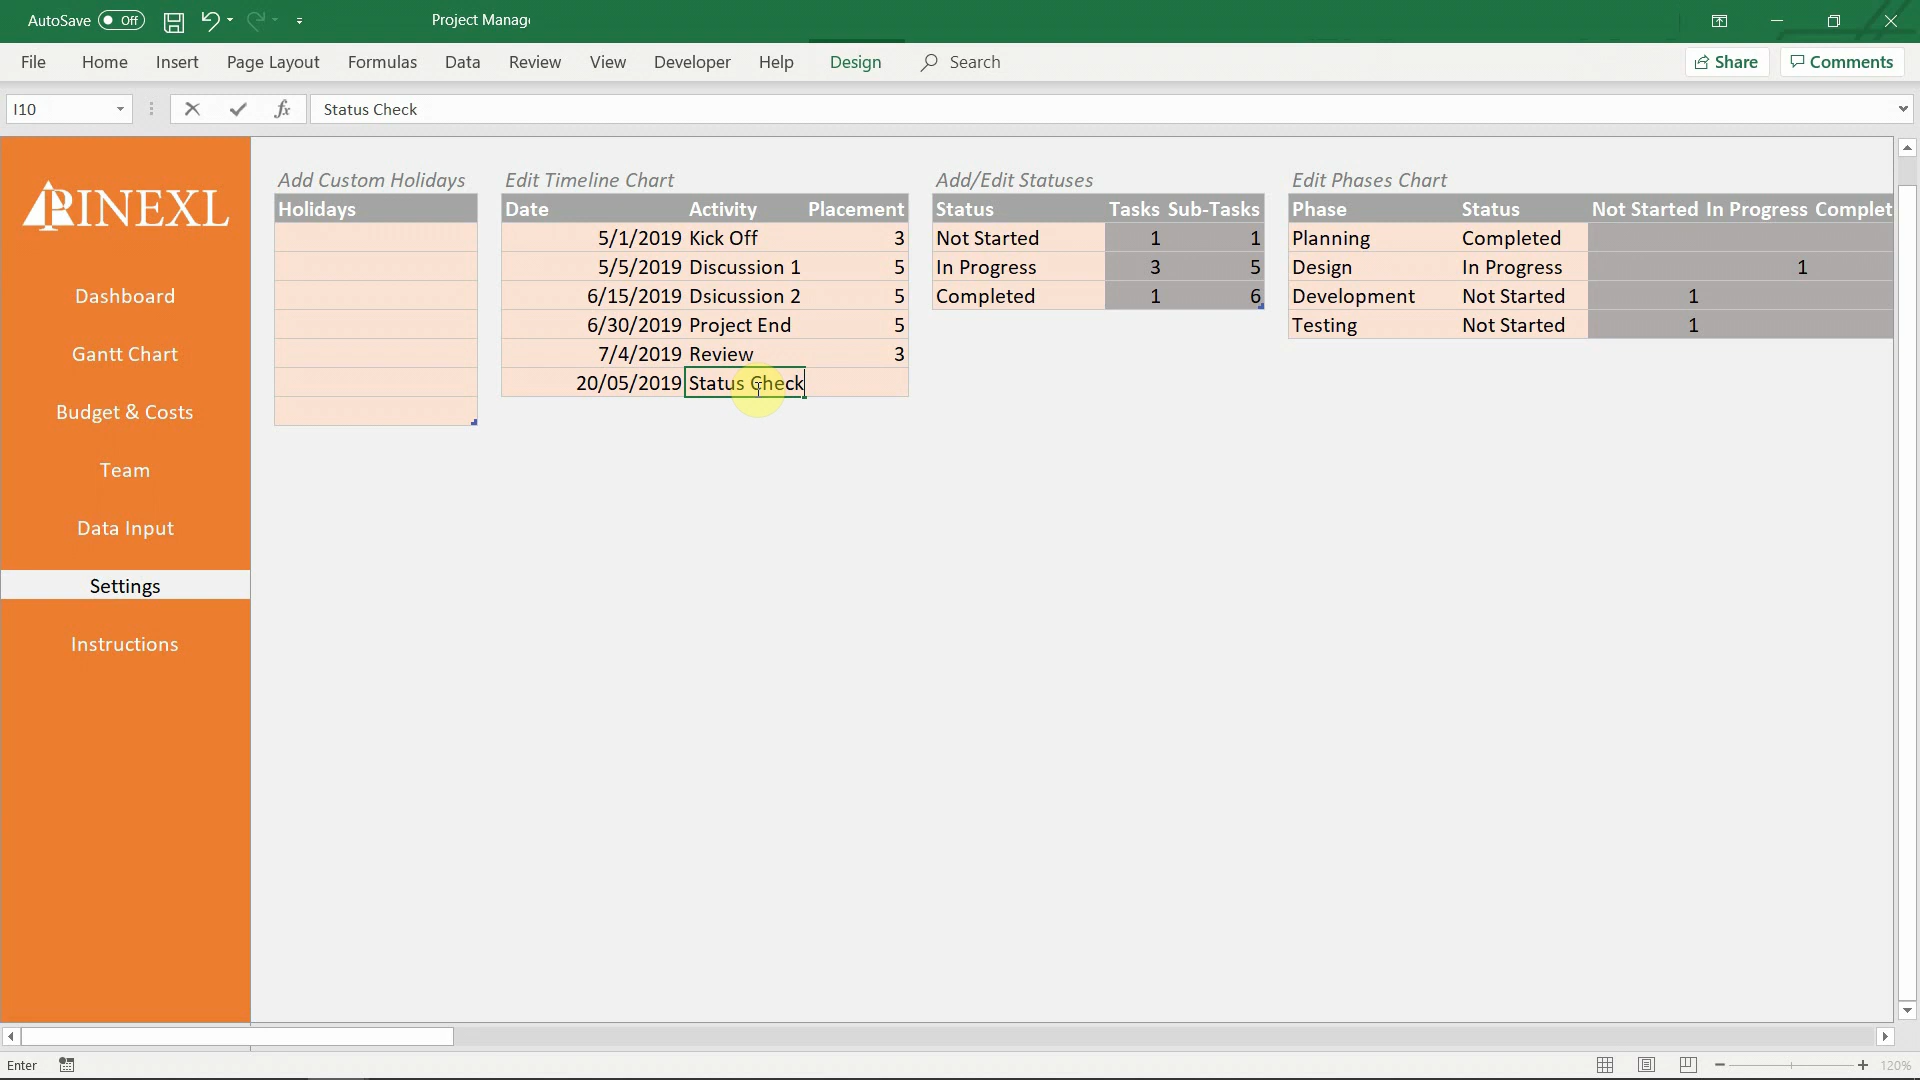 AutoSave Off Project Manag
File Home Insert Page Layout Formulas Data Review View Developer Help Design Search Share Comments
I10 fx Status Check
PINEXL
Dashboard
Gantt Chart
Budget & Costs
Team
Data Input
Settings
Instructions
Add Custom Holidays
Holidays
Edit Timeline Chart
Date Activity Placement
5/1/2019 Kick Off 3
5/5/2019 Discussion 1 5
6/15/2019 Dsicussion 2 5
6/30/2019 Project End 5
7/4/2019 Review 3
20/05/2019 Status Check
Add/Edit Statuses
Status Tasks Sub-Tasks
Not Started 1 1
In Progress 3 5
Completed 1 6
Edit Phases Chart
Phase Status Not Started In Progress Complet
Planning Completed
Design In Progress 1
Development Not Started 1
Testing Not Started 1
Enter 120%